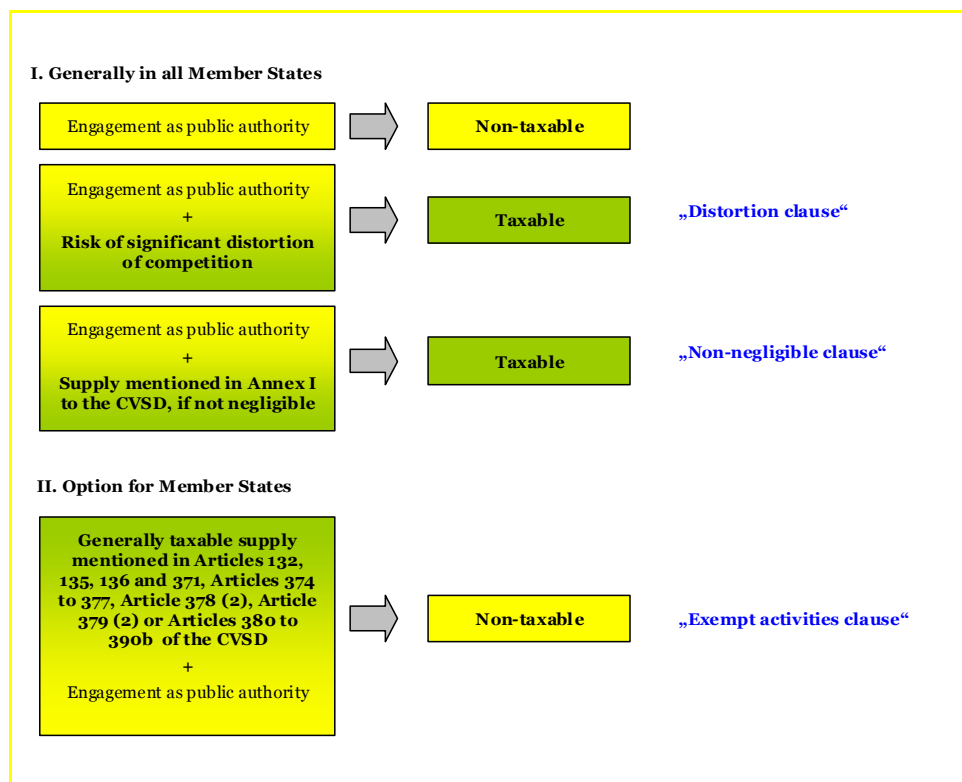 I. Generally in all Member States
Engagement as public authority
Non-taxable
Engagement as public authority
+
Risk of significant distortion
of competition
Taxable
„Distortion clause“
Engagement as public authority
+
Supply mentioned in Annex I
to the CVSD, if not negligible
Taxable
„Non-negligible clause“
II. Option for Member States
Generally taxable supply
mentioned in Articles 132,
135, 136 and 371, Articles 374
to 377, Article 378 (2), Article
379 (2) or Articles 380 to
390b of the CVSD
+
Engagement as public authority
Non-taxable
„Exempt activities clause“